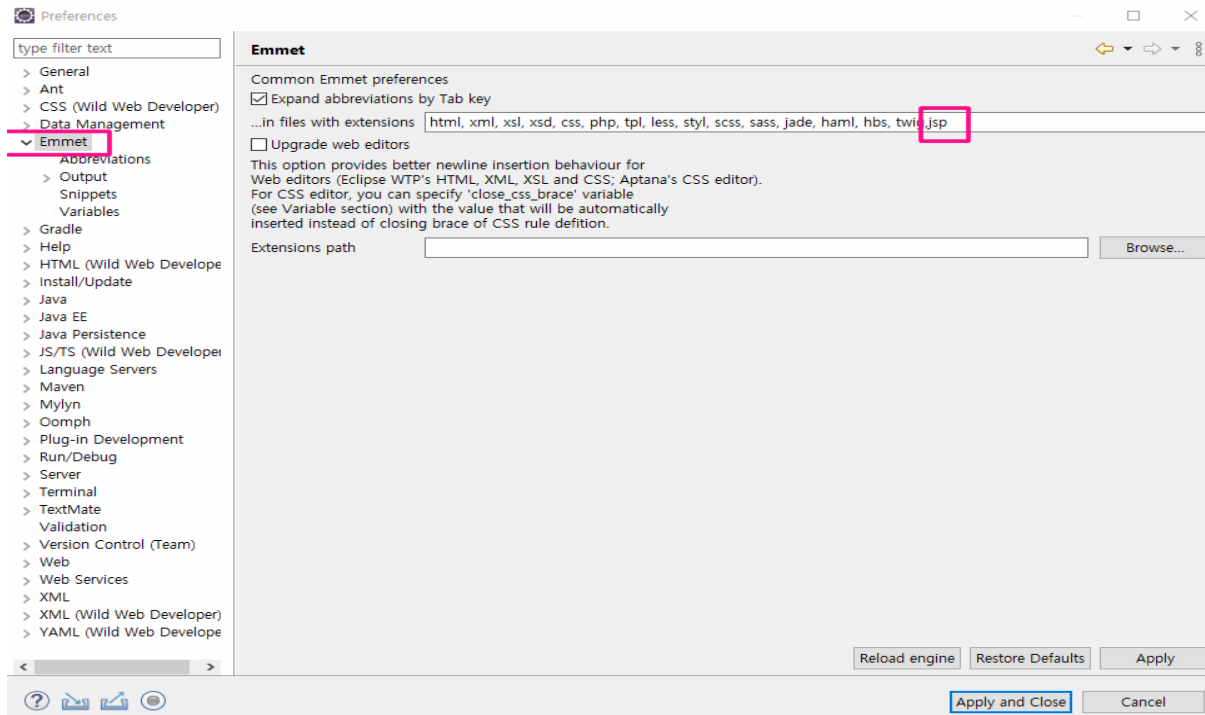 Preferences
type filter text
General
Ant
CSS (Wild Web Developer)
Data Management
Emmet
Abbreviations
Output
Snippets
Variables
Gradle
Help
HTML (Wild Web Develope
Install/Update
Java
Java EE
Java Persistence
JS/TS (Wild Web Developer
Language Servers
Maven
Mylyn
Oomph
Plug-in Development
Run/Debug
Server
Terminal
TextMate
Validation
Version Control (Team)
Web
Web Services
XML
XML (Wild Web Developer)
YAML (Wild Web Develope
Emmet
Common Emmet preferences
Expand abbreviations by Tab key
...in files with extensions html, xml, xsl, xsd, css, php, tpl, less, styl, scss, sass, jade, haml, hbs, twig,jsp
Upgrade web editors
This option provides better newline insertion behaviour for
Web editors (Eclipse WTP's HTML, XML, XSL and CSS; Aptana's CSS editor).
For CSS editor, you can specify 'close_css_brace' variable
(see Variable section) with the value that will be automatically
inserted instead of closing brace of CSS rule defition.
Extensions path Browse...
Reload engine Restore Defaults Apply
Apply and Close Cancel